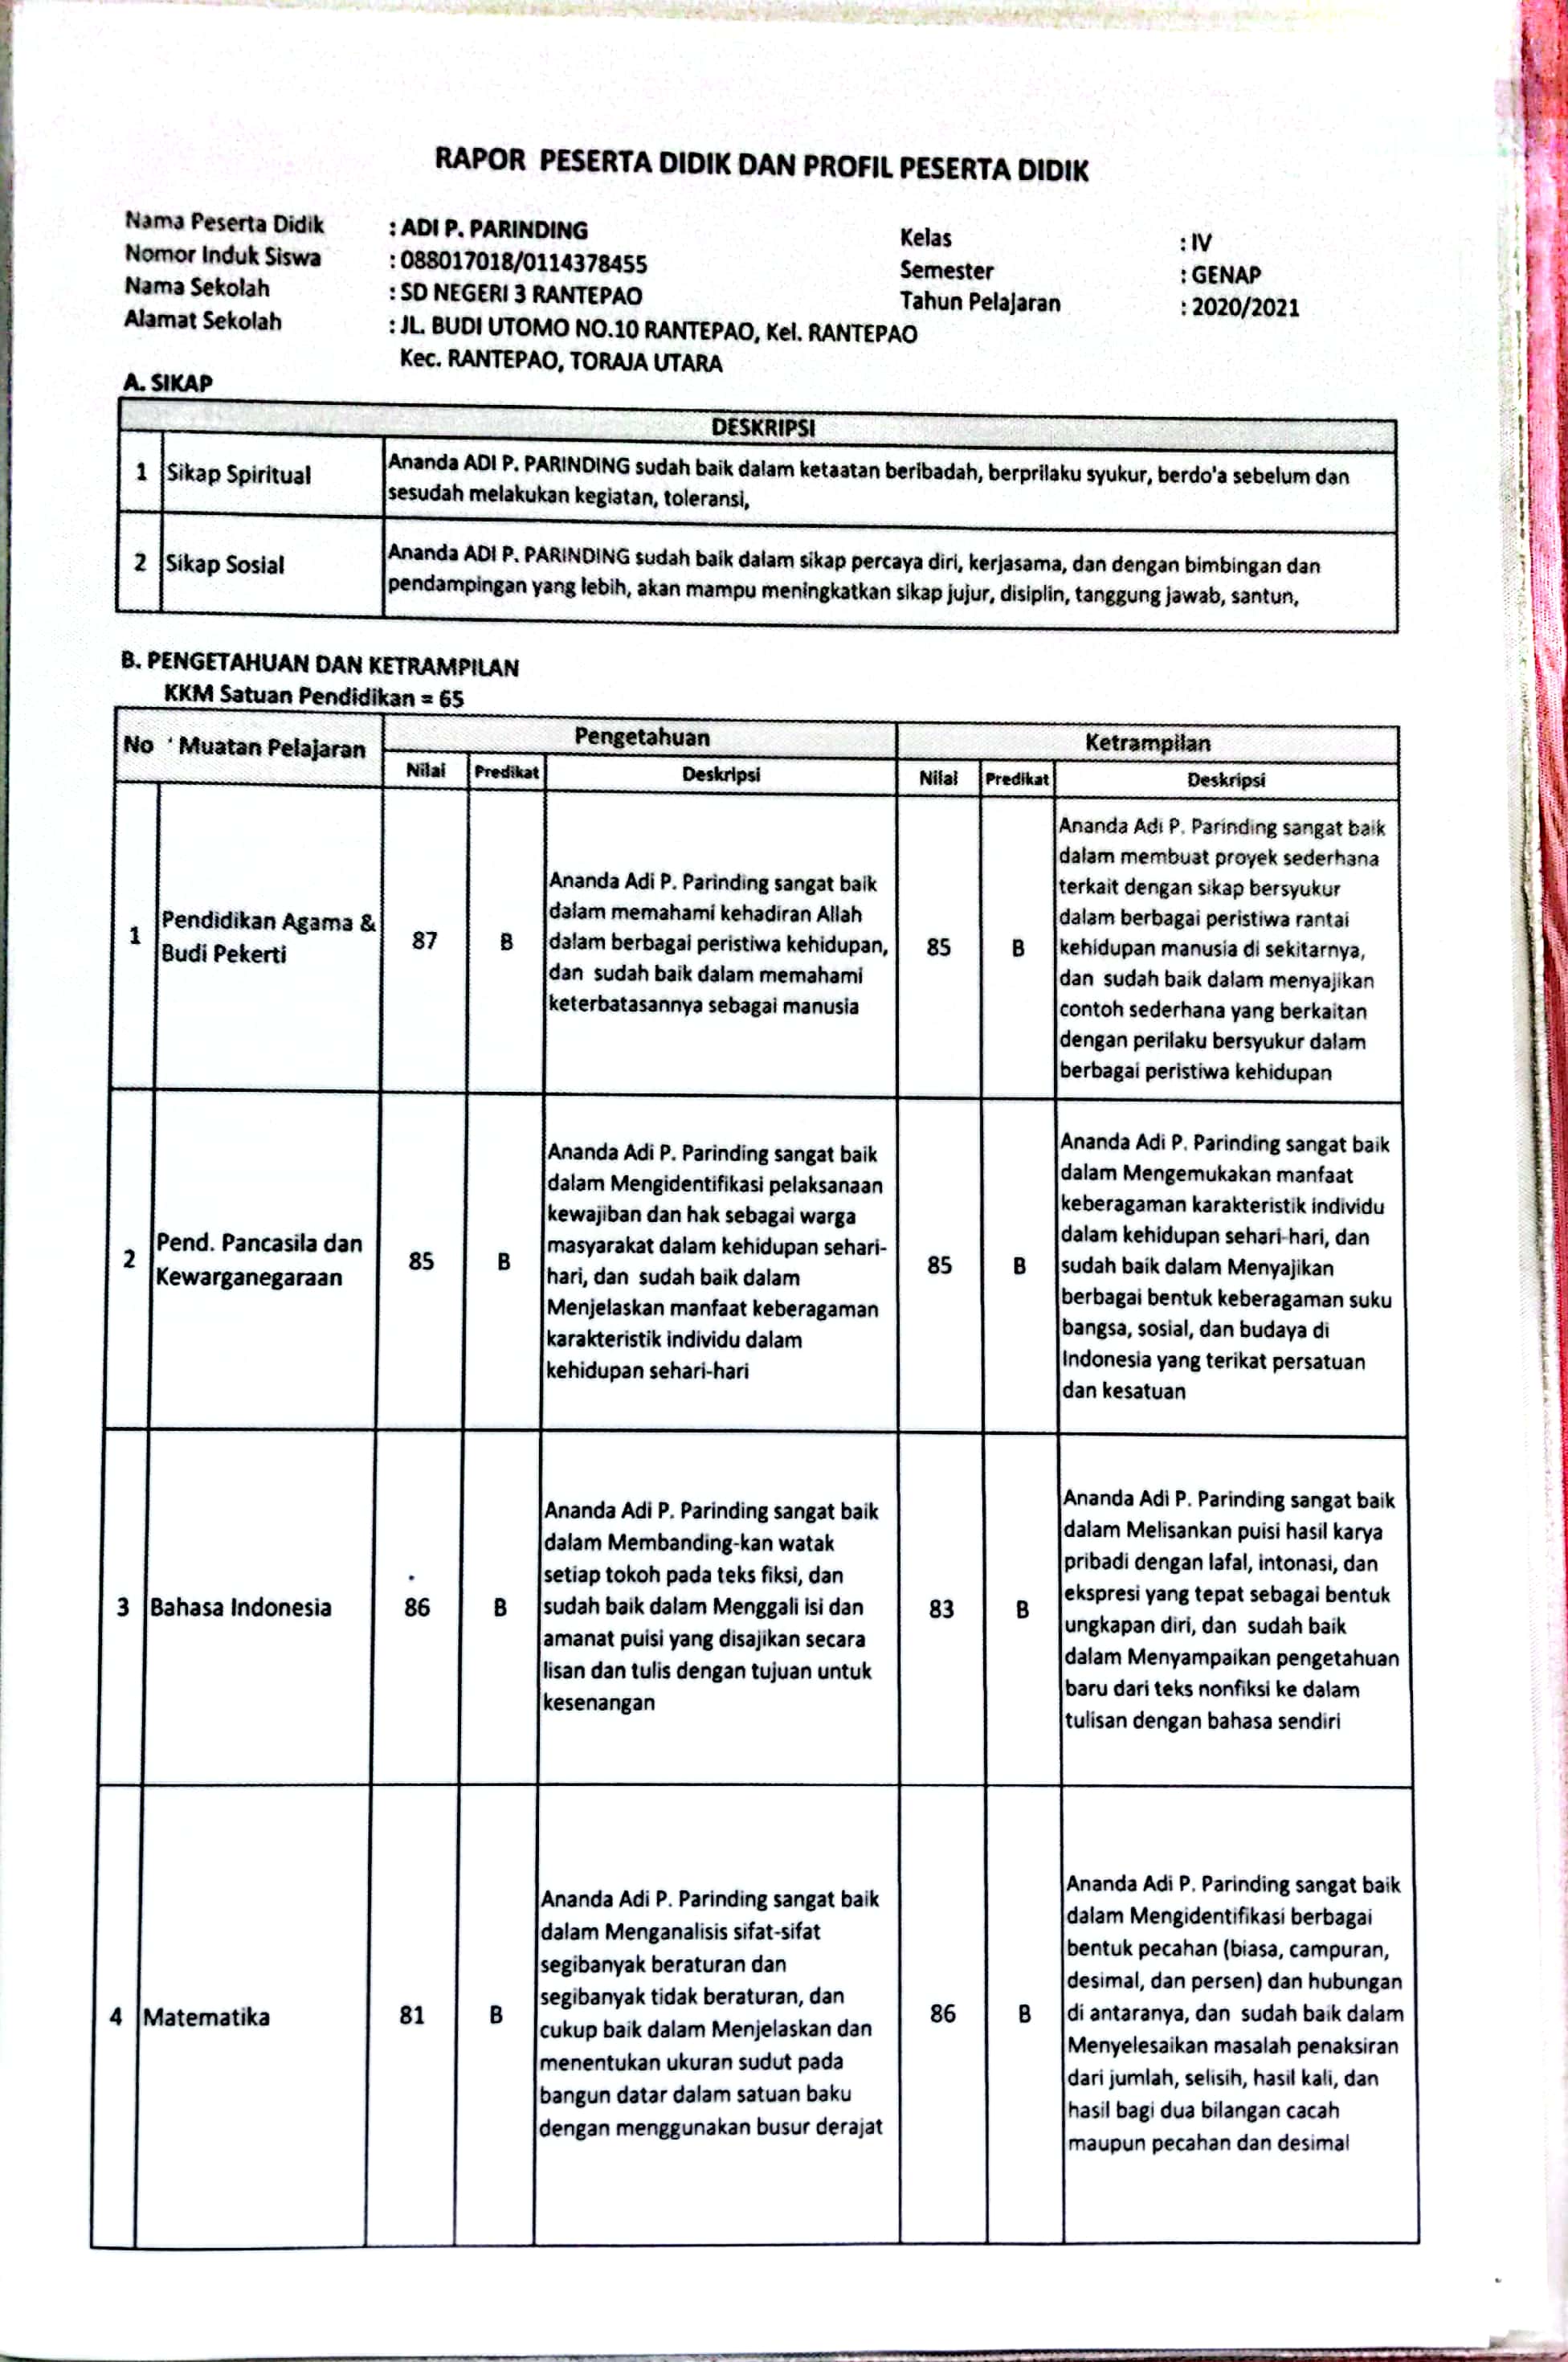 RAPOR PESERTA DIDIK DAN PROFIL PESERTA DIDIK
Nama Peserta Didik : ADI P. PARINDING Kelas : IV
Nomor Induk Siswa : 088017018/0114378455 Semester : GENAP
Nama Sekolah : SD NEGERI 3 RANTEPAO Tahun Pelajaran : 2020/2021
Alamat Sekolah : JL. BUDI UTOMO NO.10 RANTEPAO, Kel. RANTEPAO
Kec. RANTEPAO, TORAJA UTARA
A. SIKAP
DESKRIPSI
1 Sikap Spiritual
Ananda ADI P. PARINDING sudah baik dalam ketaatan beribadah, berprilaku syukur, berdo'a sebelum dan
sesudah melakukan kegiatan, toleransi,
2 Sikap Sosial
Ananda ADI P. PARINDING sudah baik dalam sikap percaya diri, kerjasama, dan dengan bimbingan dan
pendampingan yang lebih, akan mampu meningkatkan sikap jujur, disiplin, tanggung jawab, santun,
B. PENGETAHUAN DAN KETRAMPILAN
KKM Satuan Pendidikan = 65
No Muatan Pelajaran Pengetahuan Ketrampilan
Nilai Predikat Deskripsi Nilai Predikat Deskripsi
1
Pendidikan Agama &
Budi Pekerti
87
B
Ananda Adi P. Parinding sangat baik
dalam memahami kehadiran Allah
dalam berbagai peristiwa kehidupan,
dan sudah baik dalam memahami
keterbatasannya sebagai manusia
85
B
Ananda Adi P. Parinding sangat baik
dalam membuat proyek sederhana
terkait dengan sikap bersyukur
dalam berbagai peristiwa rantai
kehidupan manusia di sekitarnya,
dan sudah baik dalam menyajikan
contoh sederhana yang berkaitan
dengan perilaku bersyukur dalam
berbagai peristiwa kehidupan
2
Pend. Pancasila dan
Kewarganegaraan
85
B
Ananda Adi P. Parinding sangat baik
dalam Mengidentifikasi pelaksanaan
kewajiban dan hak sebagai warga
masyarakat dalam kehidupan sehari-
hari, dan sudah baik dalam
Menjelaskan manfaat keberagaman
karakteristik individu dalam
kehidupan sehari-hari
85
B
Ananda Adi P. Parinding sangat baik
dalam Mengemukakan manfaat
keberagaman karakteristik individu
dalam kehidupan sehari-hari, dan
sudah baik dalam Menyajikan
berbagai bentuk keberagaman suku
bangsa, sosial, dan budaya di
Indonesia yang terikat persatuan
dan kesatuan
3
Bahasa Indonesia
86
B
Ananda Adi P. Parinding sangat baik
dalam Membanding-kan watak
setiap tokoh pada teks fiksi, dan
sudah baik dalam Menggali isi dan
amanat puisi yang disajikan secara
lisan dan tulis dengan tujuan untuk
kesenangan
83
B
Ananda Adi P. Parinding sangat baik
dalam Melisankan puisi hasil karya
pribadi dengan lafal, intonasi, dan
ekspresi yang tepat sebagai bentuk
ungkapan diri, dan sudah baik
dalam Menyampaikan pengetahuan
baru dari teks nonfiksi ke dalam
tulisan dengan bahasa sendiri
4
Matematika
81
B
Ananda Adi P. Parinding sangat baik
dalam Menganalisis sifat-sifat
segibanyak beraturan dan
segibanyak tidak beraturan, dan
cukup baik dalam Menjelaskan dan
menentukan ukuran sudut pada
bangun datar dalam satuan baku
dengan menggunakan busur derajat
86
B
Ananda Adi P. Parinding sangat baik
dalam Mengidentifikasi berbagai
bentuk pecahan (biasa, campuran,
desimal, dan persen) dan hubungan
di antaranya, dan sudah baik dalam
Menyelesaikan masalah penaksiran
dari jumlah, selisih, hasil kali, dan
hasil bagi dua bilangan cacah
maupun pecahan dan desimal